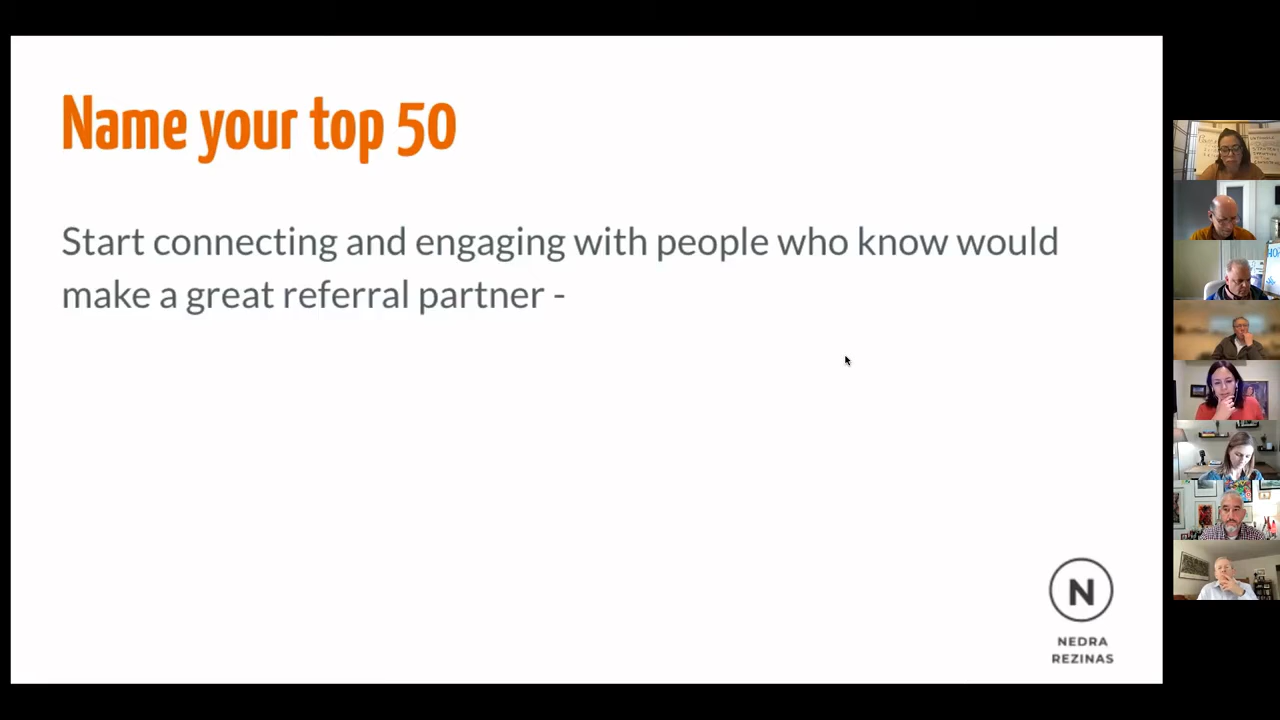 Name your top 50
Start connecting and engaging with people who know would
make a great referral partner -
N
NEDRA
REZINAS